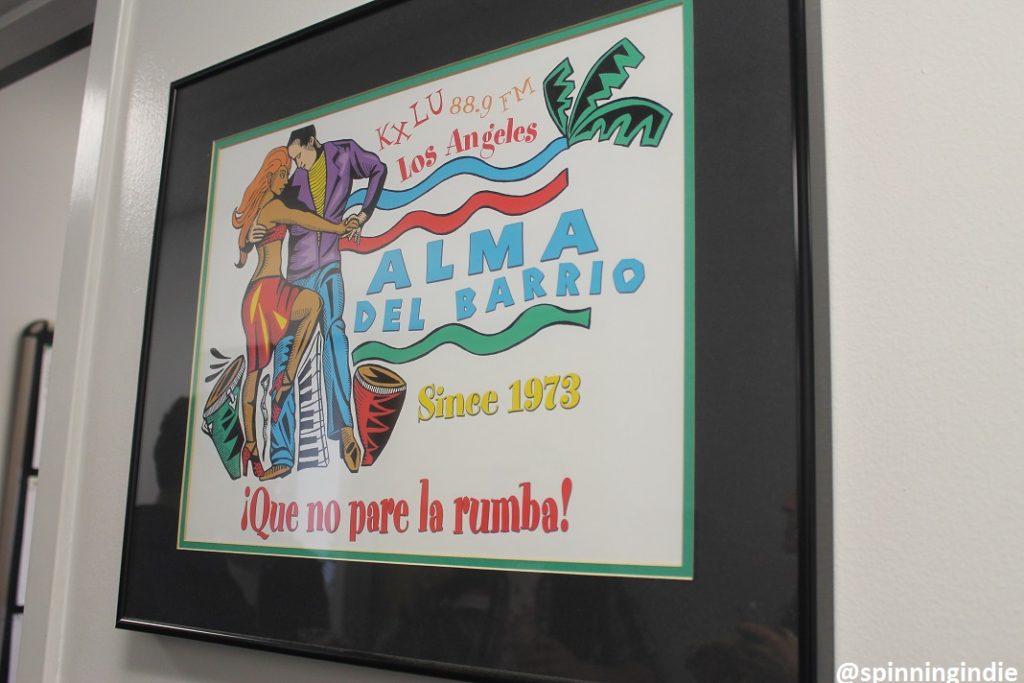 KXLU 88.9 FM
Los Angeles
ALMA
DEL BARRIO
Since 1973
¡Que no pare la rumba!
@spinningindie